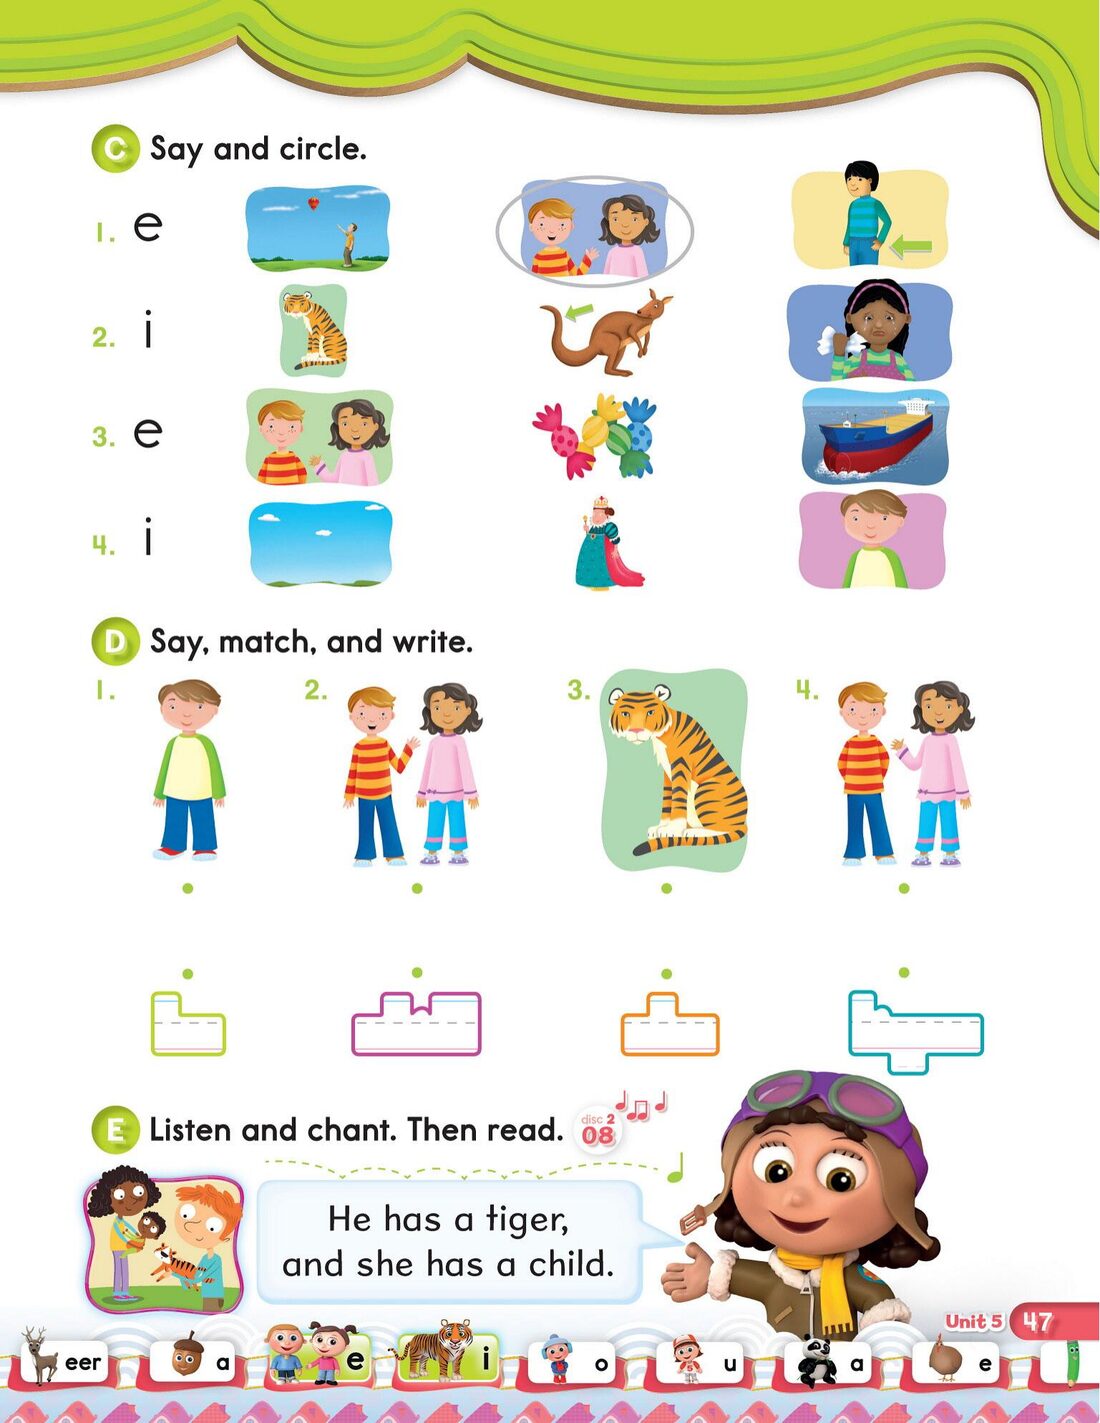 C Say and circle.
1. e
2. i
3. e
4. i
D Say, match, and write.
1. 2. 3. 4.
E Listen and chant. Then read. disc 2 08
He has a tiger,
and she has a child.
Unit 5 47
eer a e i o u a e